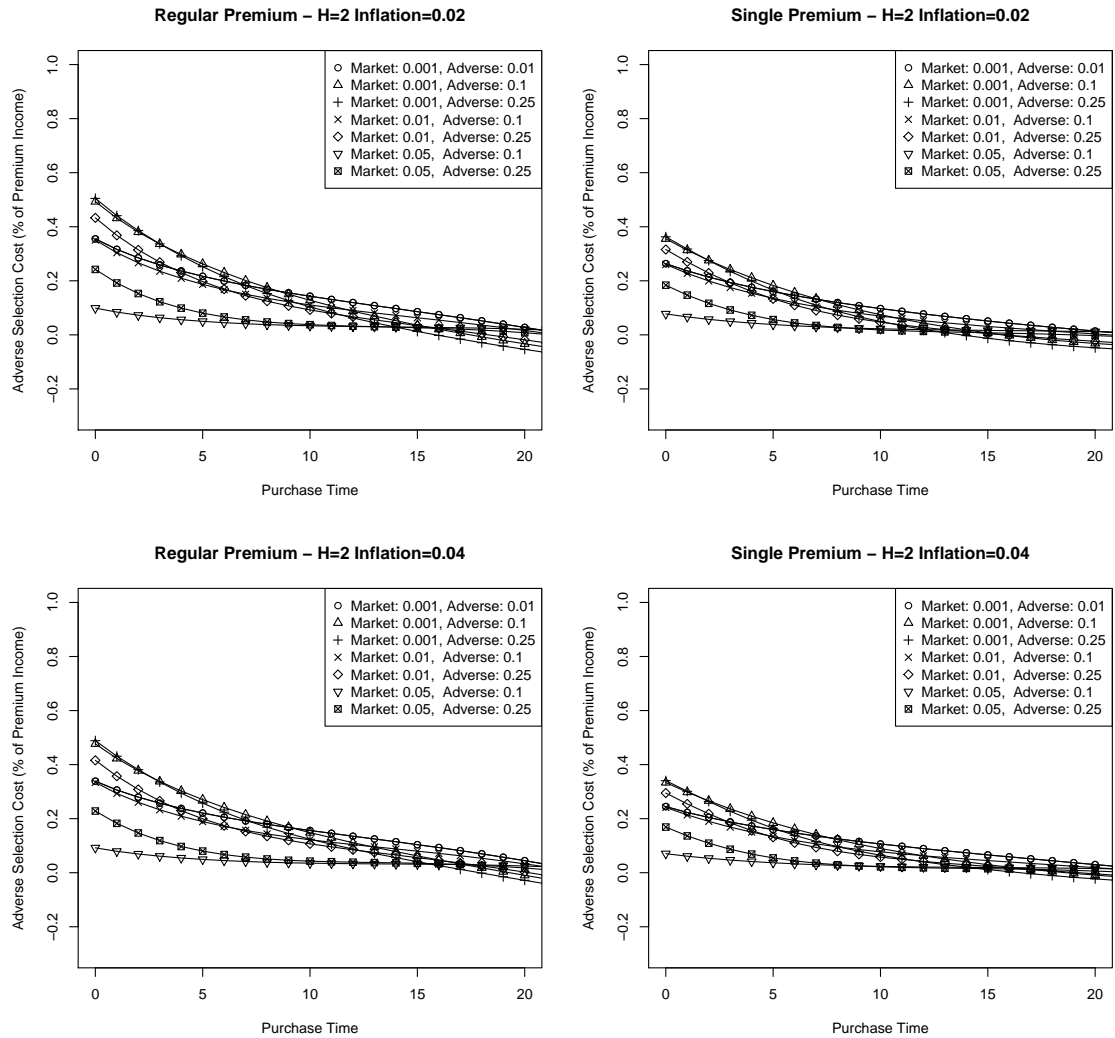 Regular Premium − H=2 Inflation=0.02
Adverse Selection Cost (% of Premium Income)
1.0
0.8
0.6
0.4
0.2
0.0
−0.2
Market: 0.001, Adverse: 0.01
Market: 0.001, Adverse: 0.1
Market: 0.001, Adverse: 0.25
Market: 0.01, Adverse: 0.1
Market: 0.01, Adverse: 0.25
Market: 0.05, Adverse: 0.1
Market: 0.05, Adverse: 0.25
0 5 10 15 20
Purchase Time
Single Premium − H=2 Inflation=0.02
Adverse Selection Cost (% of Premium Income)
1.0
0.8
0.6
0.4
0.2
0.0
−0.2
Market: 0.001, Adverse: 0.01
Market: 0.001, Adverse: 0.1
Market: 0.001, Adverse: 0.25
Market: 0.01, Adverse: 0.1
Market: 0.01, Adverse: 0.25
Market: 0.05, Adverse: 0.1
Market: 0.05, Adverse: 0.25
0 5 10 15 20
Purchase Time
Regular Premium − H=2 Inflation=0.04
Adverse Selection Cost (% of Premium Income)
1.0
0.8
0.6
0.4
0.2
0.0
−0.2
Market: 0.001, Adverse: 0.01
Market: 0.001, Adverse: 0.1
Market: 0.001, Adverse: 0.25
Market: 0.01, Adverse: 0.1
Market: 0.01, Adverse: 0.25
Market: 0.05, Adverse: 0.1
Market: 0.05, Adverse: 0.25
0 5 10 15 20
Purchase Time
Single Premium − H=2 Inflation=0.04
Adverse Selection Cost (% of Premium Income)
1.0
0.8
0.6
0.4
0.2
0.0
−0.2
Market: 0.001, Adverse: 0.01
Market: 0.001, Adverse: 0.1
Market: 0.001, Adverse: 0.25
Market: 0.01, Adverse: 0.1
Market: 0.01, Adverse: 0.25
Market: 0.05, Adverse: 0.1
Market: 0.05, Adverse: 0.25
0 5 10 15 20
Purchase Time